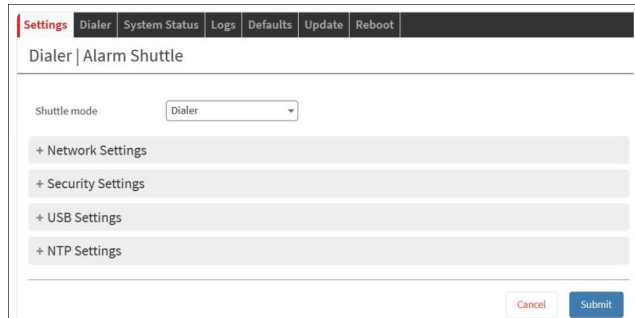 Settings Dialer System Status Logs Defaults Update Reboot
Dialer | Alarm Shuttle
Shuttle mode Dialer
+ Network Settings
+ Security Settings
+ USB Settings
+ NTP Settings
Cancel Submit